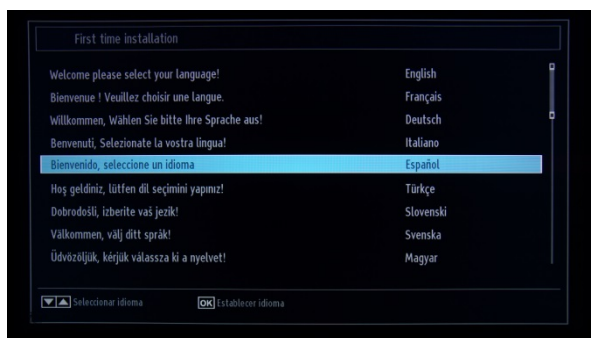 First time installation
Welcome please select your language! English
Bienvenue ! Veuillez choisir une langue. Français
Willkommen, Wählen Sie bitte Ihre Sprache aus! Deutsch
Benvenuti, Selezionate la vostra lingua! Italiano
Bienvenido, seleccione un idioma Español
Hoş geldiniz, lütfen dil seçimini yapınız! Türkçe
Dobrodošli, izberite vaš jezik! Slovenski
Välkommen, välj ditt språk! Svenska
Üdvözöljük, kérjük válassza ki a nyelvet! Magyar
Seleccionar idioma OK Establecer idioma